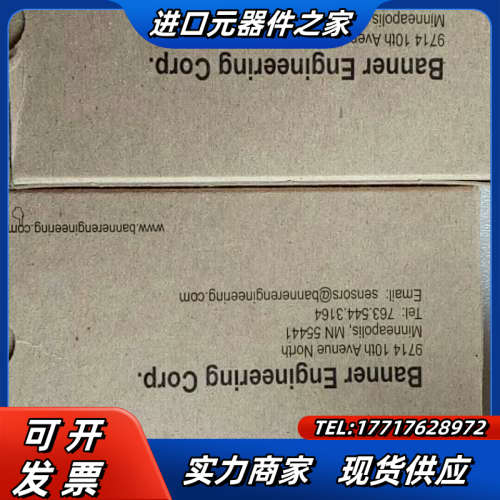 进口元器件之家
Banner Engineering Corp.
9714 10th Avenue
Minneapolis
www.bannerengineering.com
Banner Engineering Corp.
9714 10th Avenue North
Minneapolis, MN 55441
Tel: 763.544.3164
Email: sensors@bannerengineering.com
TEL:17717628972
可开
发票
实力商家 现货供应